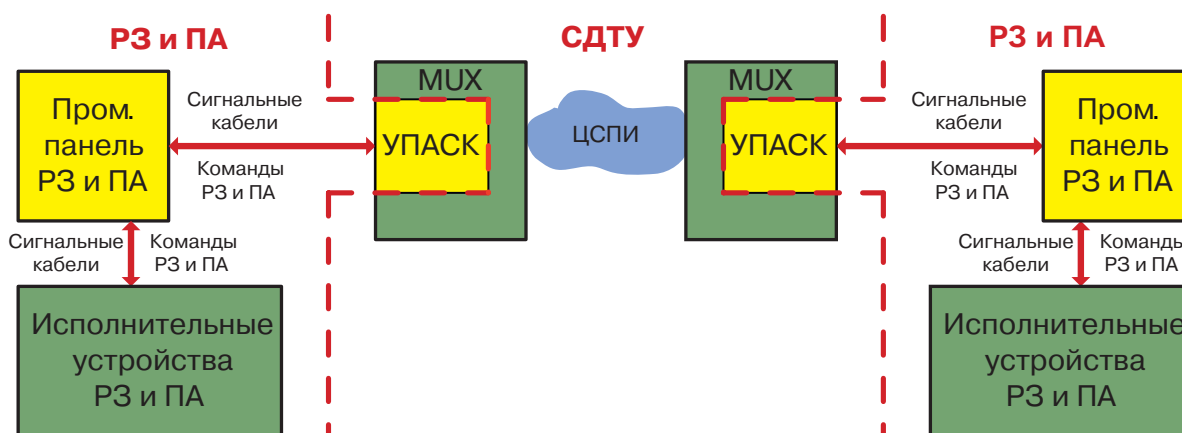 РЗ и ПА
СДТУ
РЗ и ПА
MUX
MUX
Пром.
панель
РЗ и ПА
Сигнальные
кабели
Команды
РЗ и ПА
УПАСК
ЦСПИ
УПАСК
Сигнальные
кабели
Команды
РЗ и ПА
Пром.
панель
РЗ и ПА
Сигнальные
кабели
Команды
РЗ и ПА
Сигнальные
кабели
Команды
РЗ и ПА
Исполнительные
устройства
РЗ и ПА
Исполнительные
устройства
РЗ и ПА